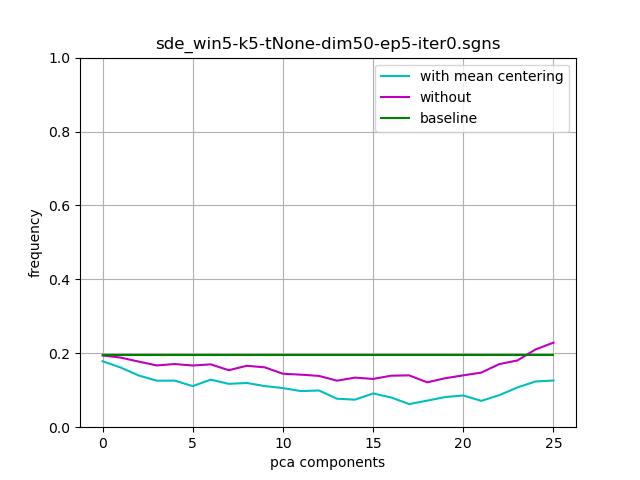 sde_win5-k5-tNone-dim50-ep5-iter0.sgns
with mean centering
without
baseline
1.0
0.8
0.6
0.4
0.2
0.0
frequency
0 5 10 15 20 25
pca components